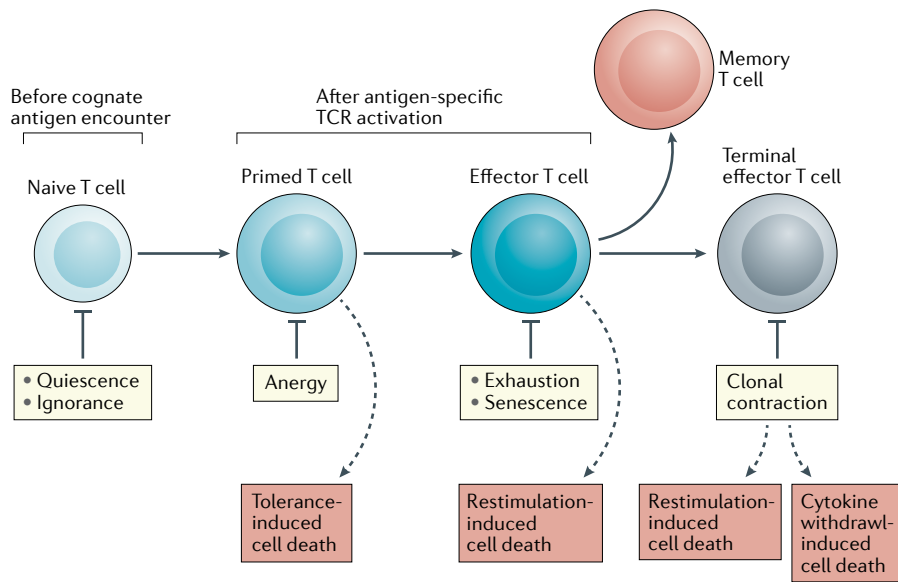 Before cognate
antigen encounter
After antigen-specific
TCR activation
Memory
T cell
Naive T cell
Primed T cell
Effector T cell
Terminal
effector T cell
• Quiescence
• Ignorance
Anergy
• Exhaustion
• Senescence
Clonal
contraction
Tolerance-
induced
cell death
Restimulation-
induced
cell death
Restimulation-
induced
cell death
Cytokine
withdrawl-
induced
cell death